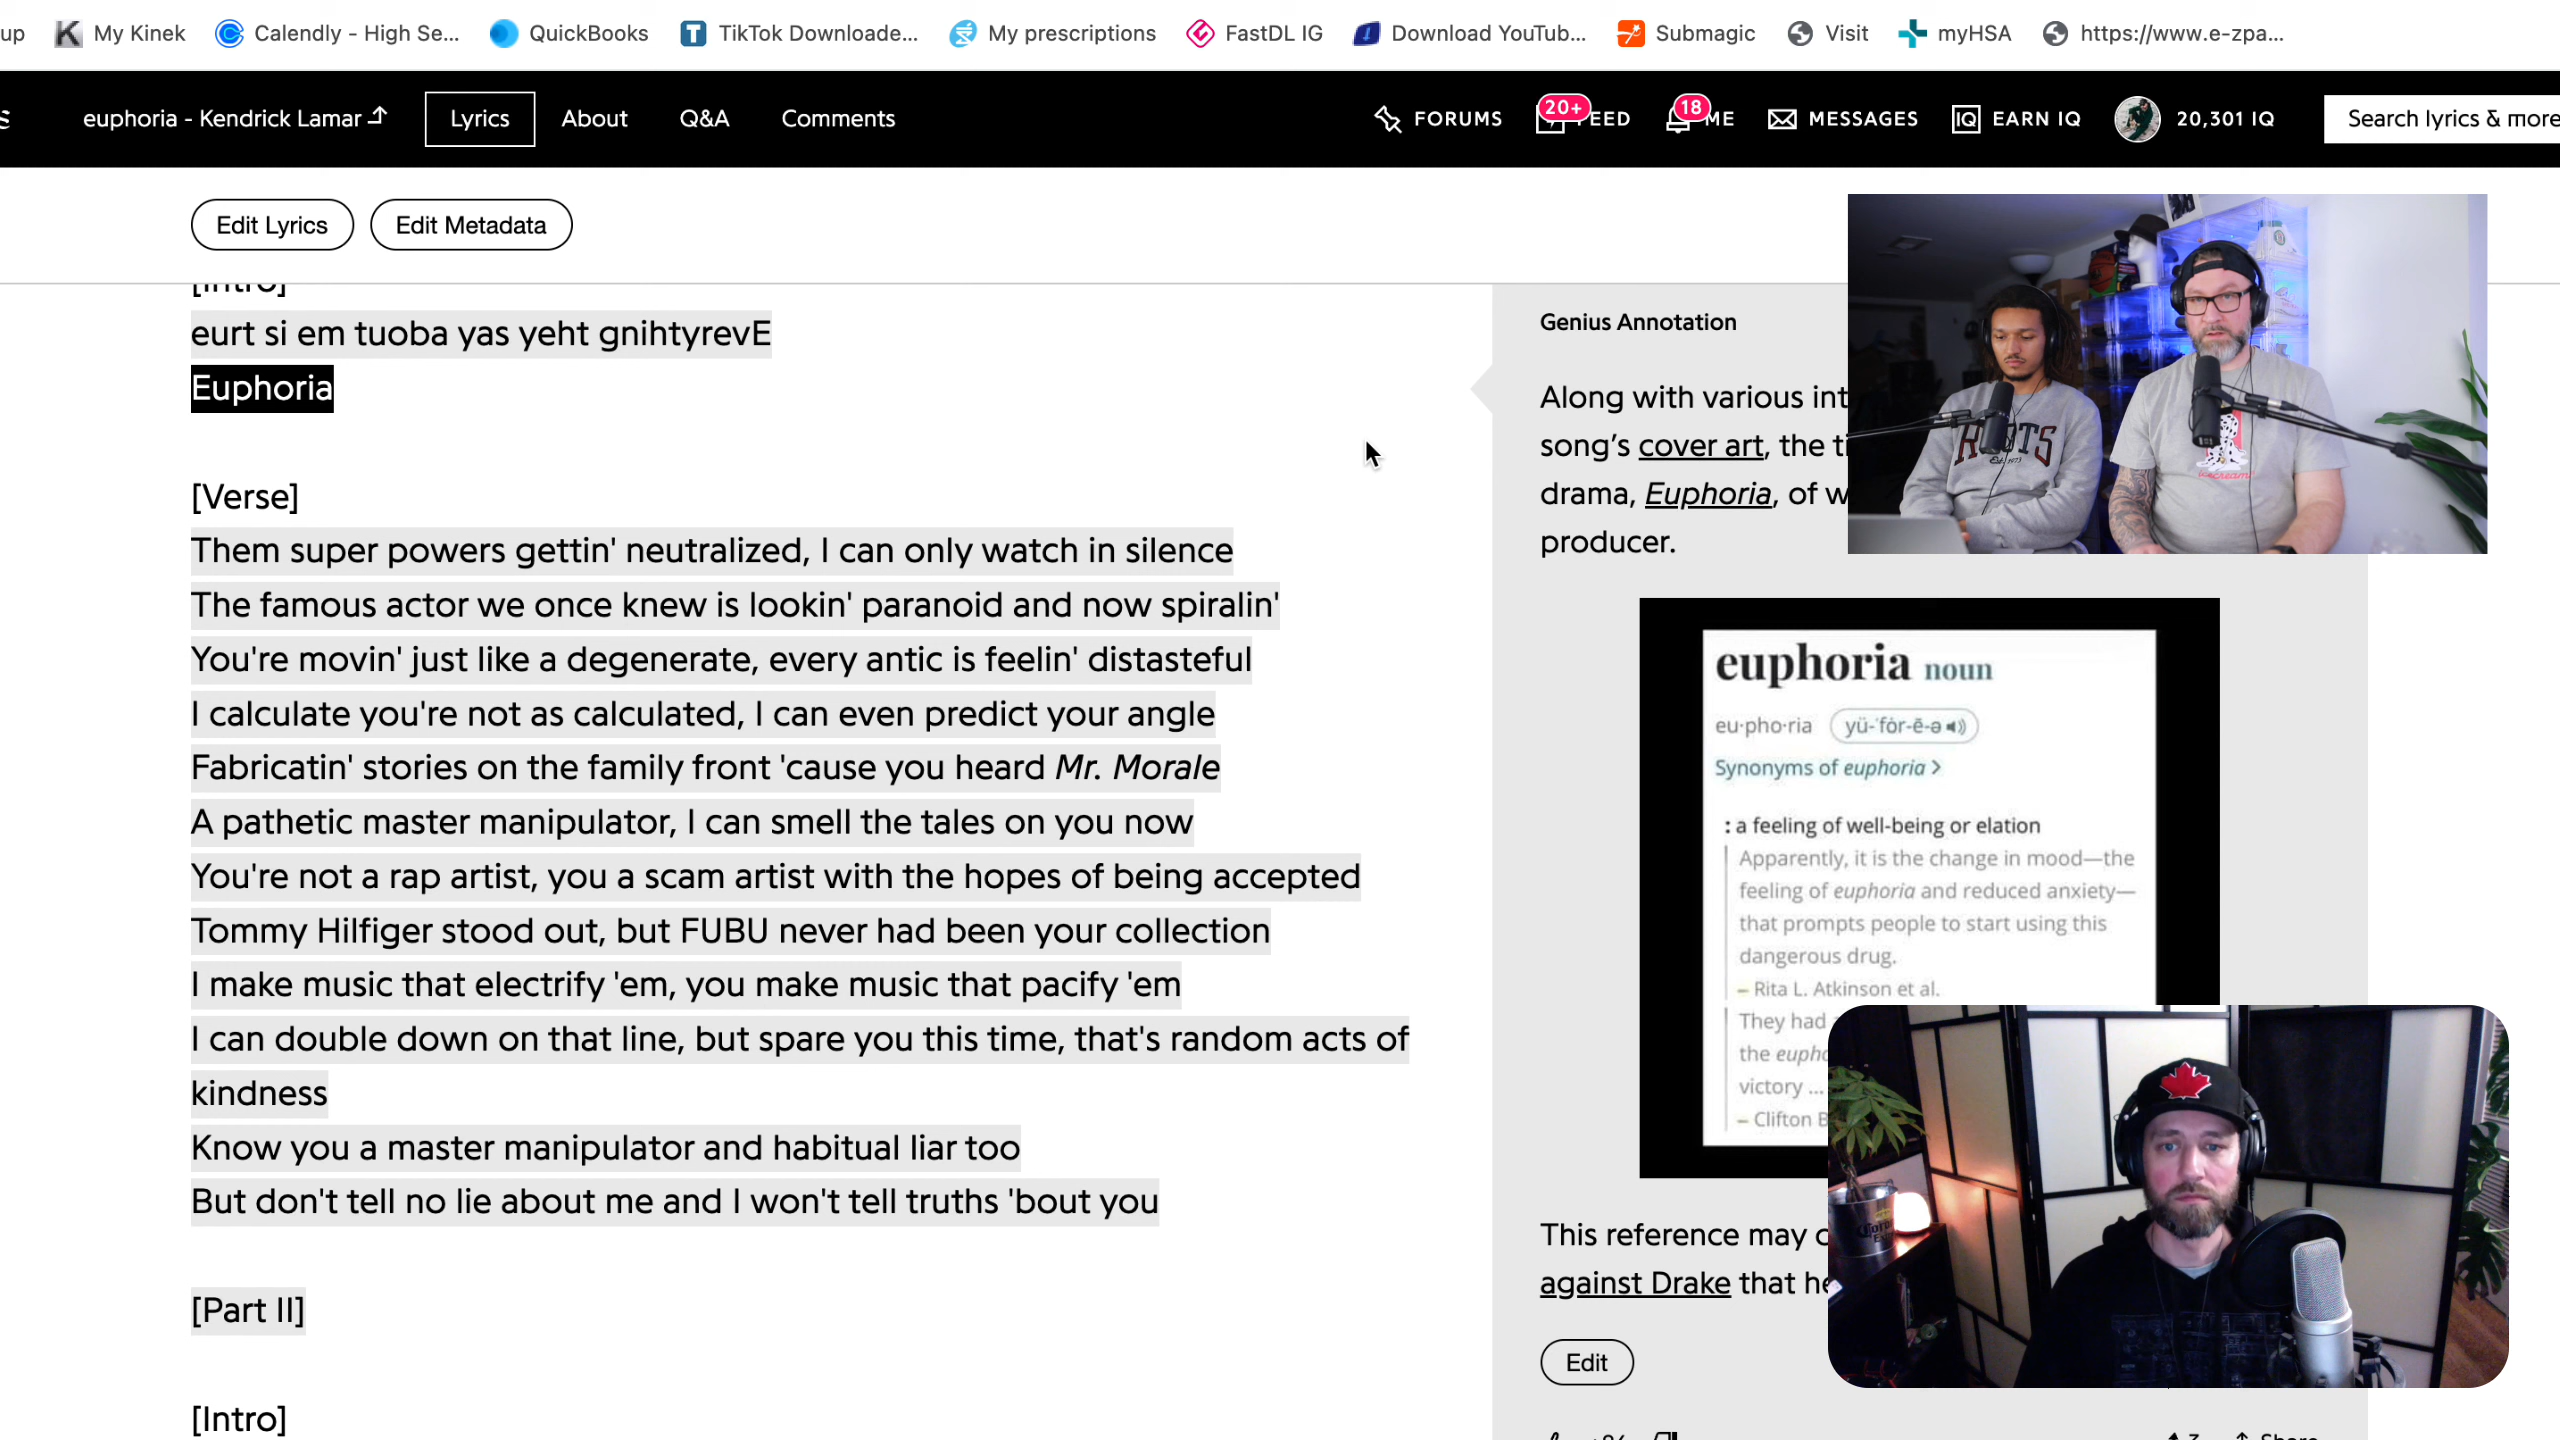 up
My Kinek
Calendly - High Se...
QuickBooks
TikTok Downloade...
My prescriptions
FastDL IG
Download YouTub...
Submagic
Visit
myHSA
https://www.e-zpa...
euphoria - Kendrick Lamar
Lyrics
About
Q&A
Comments
FORUMS
20+
FEED
18
ME
MESSAGES
IQ
EARN IQ
20,301 IQ
Search lyrics & more
Edit Lyrics
Edit Metadata
[Intro]
eurt si em tuoba yas yeht gnihtyrevE
Euphoria
[Verse]
Them super powers gettin' neutralized, I can only watch in silence
The famous actor we once knew is lookin' paranoid and now spiralin'
You're movin' just like a degenerate, every antic is feelin' distasteful
I calculate you're not as calculated, I can even predict your angle
Fabricatin' stories on the family front 'cause you heard Mr. Morale
A pathetic master manipulator, I can smell the tales on you now
You're not a rap artist, you a scam artist with the hopes of being accepted
Tommy Hilfiger stood out, but FUBU never had been your collection
I make music that electrify 'em, you make music that pacify 'em
I can double down on that line, but spare you this time, that's random acts of
kindness
Know you a master manipulator and habitual liar too
But don't tell no lie about me and I won't tell truths 'bout you
[Part II]
[Intro]
Genius Annotation
Along with various int
song's cover art, the ti
drama, Euphoria, of w
producer.
euphoria noun
eu·pho·ria yü-ˈfȯr-ē-ə
Synonyms of euphoria >
: a feeling of well-being or elation
Apparently, it is the change in mood—the
feeling of euphoria and reduced anxiety—
that prompts people to start using this
dangerous drug.
– Rita L. Atkinson et al.
They had
the eupho
victory ...
– Clifton B
This reference may
against Drake that he
Edit
Share
ROOTS